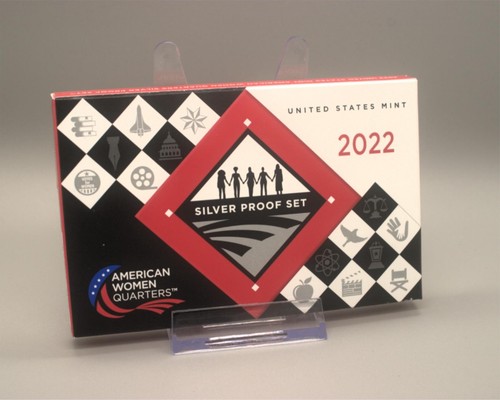 UNITED STATES MINT
2022
SILVER PROOF SET
AMERICAN
WOMEN
QUARTERS™